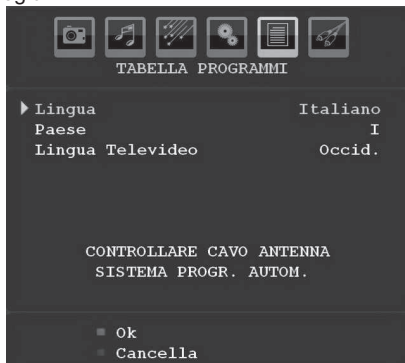 TABELLA PROGRAMMI
Lingua Italiano
Paese I
Lingua Televideo Occid.
CONTROLLARE CAVO ANTENNA
SISTEMA PROGR. AUTOM.
Ok
Cancella